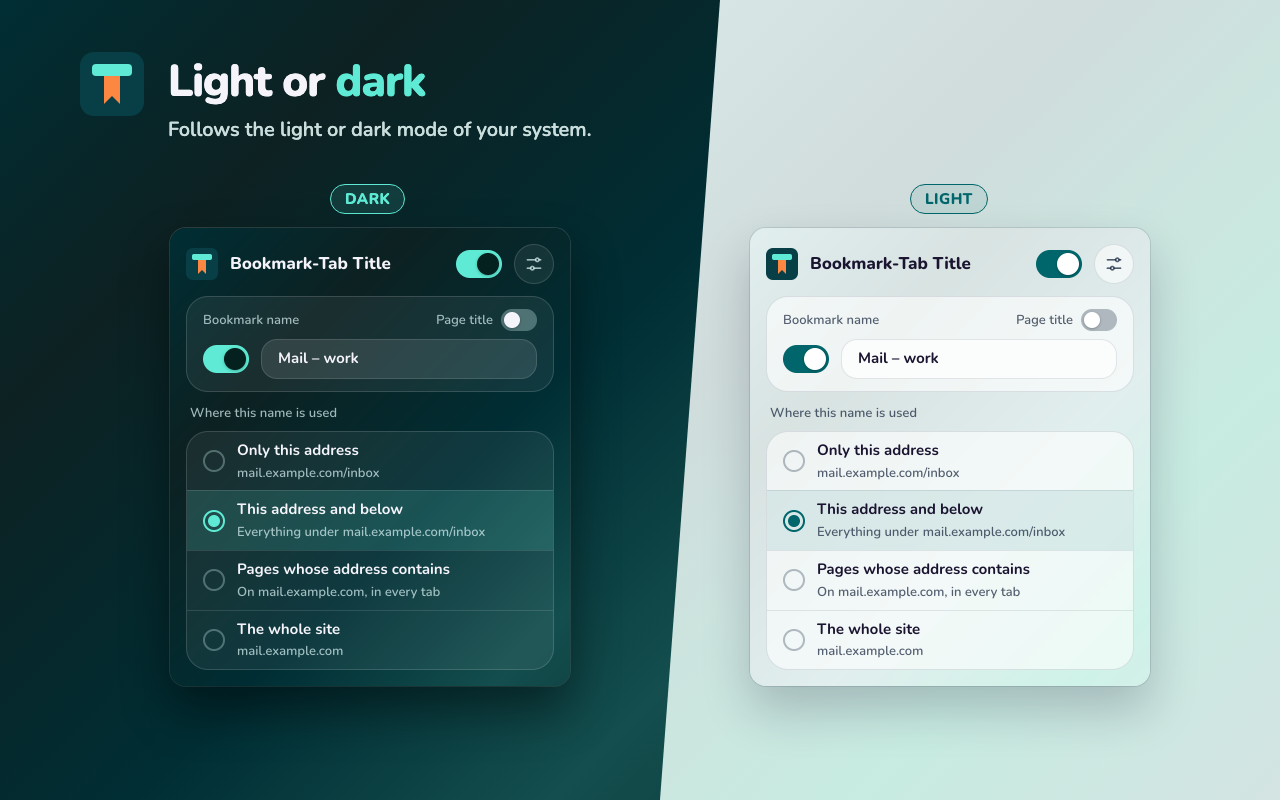 Light or dark
Follows the light or dark mode of your system.
DARK
Bookmark-Tab Title
Bookmark name
Page title
Mail – work
Where this name is used
Only this address
mail.example.com/inbox
This address and below
Everything under mail.example.com/inbox
Pages whose address contains
On mail.example.com, in every tab
The whole site
mail.example.com
LIGHT
Bookmark-Tab Title
Bookmark name
Page title
Mail – work
Where this name is used
Only this address
mail.example.com/inbox
This address and below
Everything under mail.example.com/inbox
Pages whose address contains
On mail.example.com, in every tab
The whole site
mail.example.com